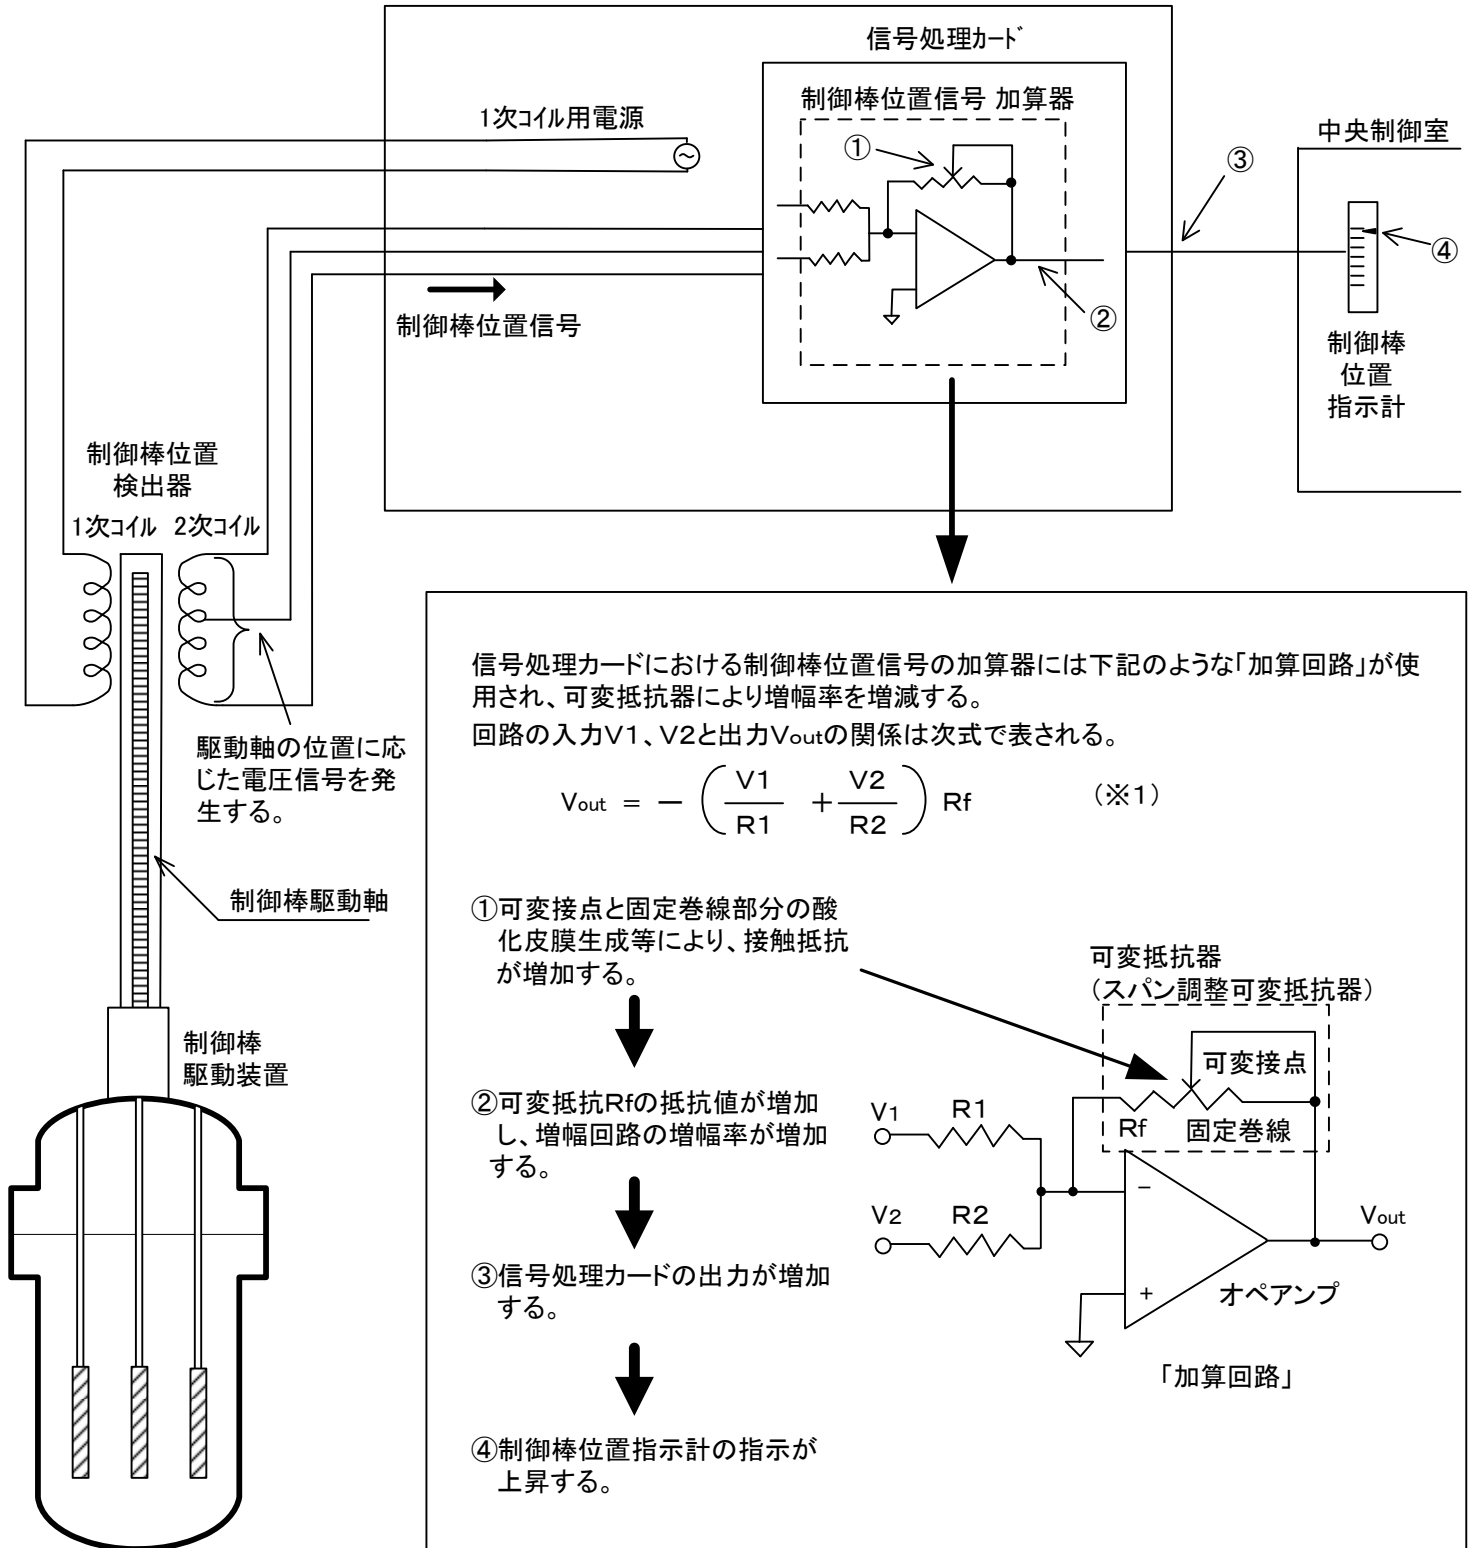 信号処理カード
制御棒位置信号 加算器
1次コイル用電源
中央制御室
①
③
④
②
制御棒位置信号
制御棒
位置
指示計
制御棒位置
検出器
1次コイル 2次コイル
駆動軸の位置に応
じた電圧信号を発
生する。
制御棒駆動軸
制御棒
駆動装置
信号処理カードにおける制御棒位置信号の加算器には下記のような「加算回路」が使
用され、可変抵抗器により増幅率を増減する。
回路の入力V1、V2と出力Voutの関係は次式で表される。
Vout = − ( V1/R1 + V2/R2 ) Rf (※1)
①可変接点と固定巻線部分の酸
化皮膜生成等により、接触抵抗
が増加する。
②可変抵抗Rfの抵抗値が増加
し、増幅回路の増幅率が増加
する。
③信号処理カードの出力が増加
する。
④制御棒位置指示計の指示が
上昇する。
可変抵抗器
(スパン調整可変抵抗器)
可変接点
Rf 固定巻線
V1 R1
V2 R2
−
+
Vout
オペアンプ
「加算回路」